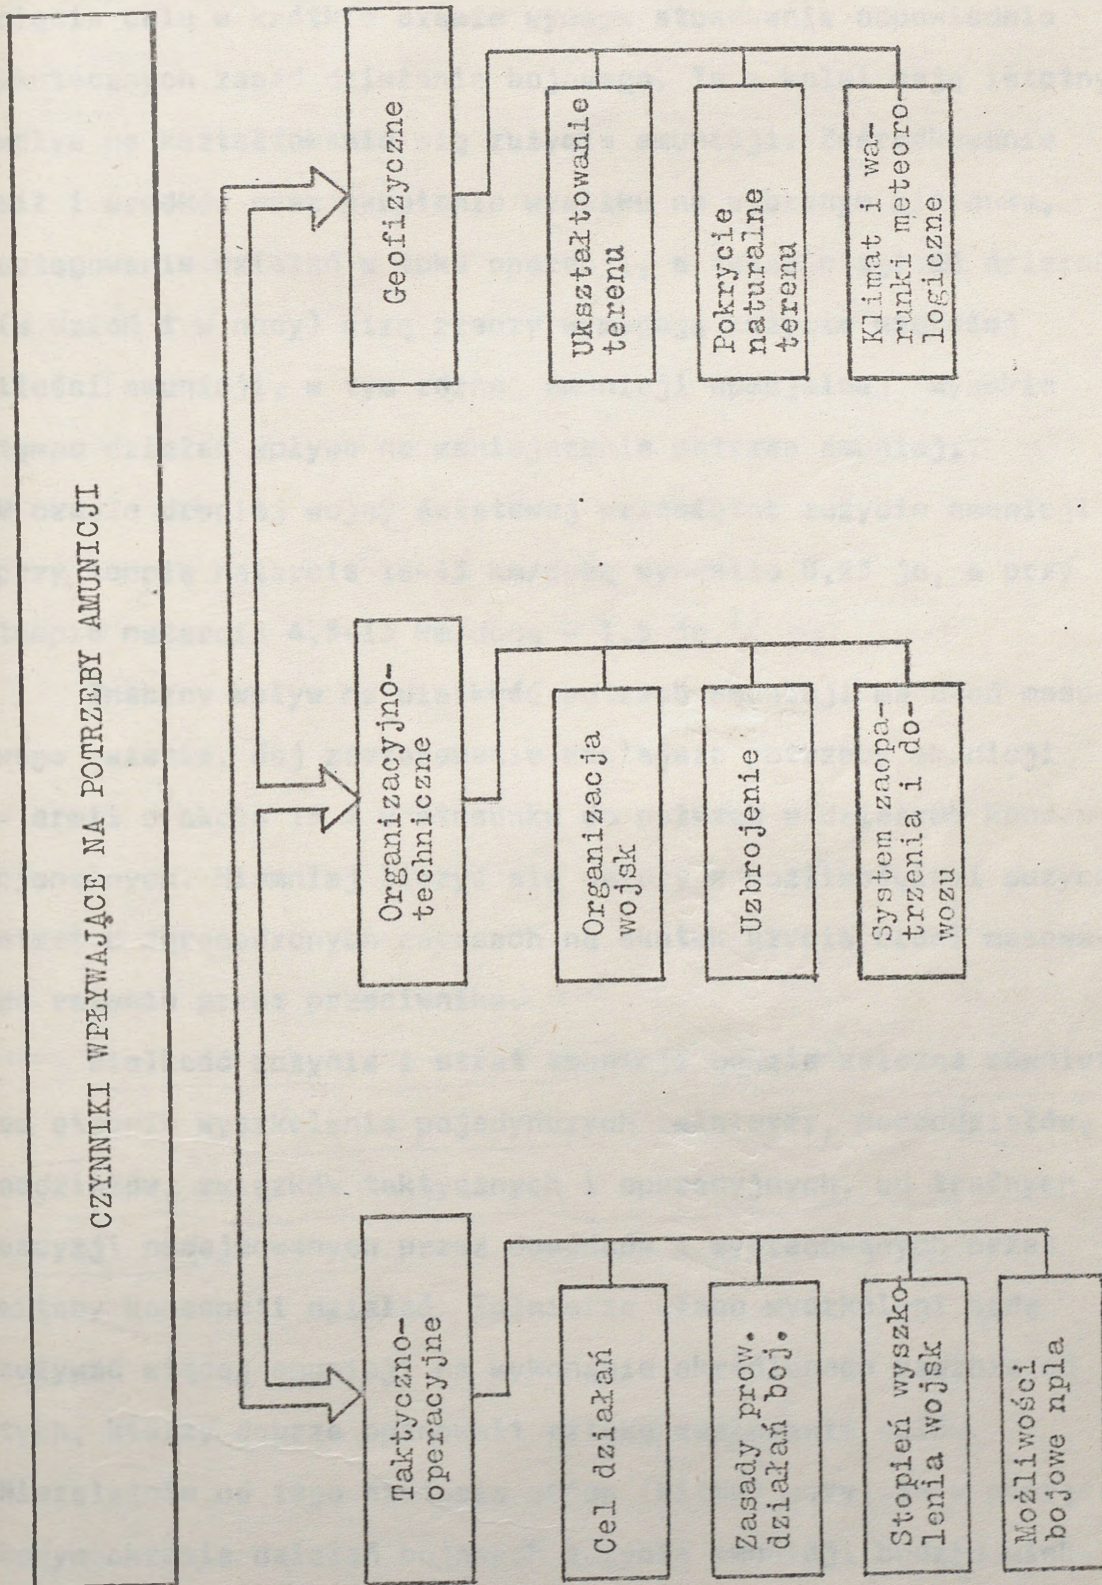 CZYNNIKI WPŁYWAJĄCE NA POTRZEBY AMUNICJI
Taktyczno-
operacyjne
Cel działań
Zasady prow.
działań boj.
Stopień wyszko
lenia wojsk
Możliwości
bojowe npla
Organizacyjno-
techniczne
Organizacja
wojsk
Uzbrojenie
System zaopa-
trzenia i do-
wozu
Geofizyczne
Ukształtowanie
terenu
Pokrycie
naturalne
terenu
Klimat i wa-
runki meteoro-
logiczne